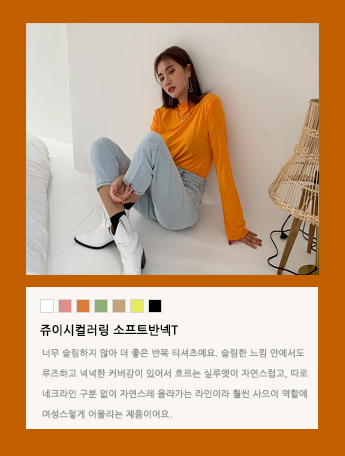 쥬이시컬러링 소프트반넥T
너무 슬림하지 않아 더 좋은 반목 티셔츠예요. 슬림한 느낌 안에서도
루즈하고 넉넉한 커버감이 있어서 흐르는 실루엣이 자연스럽고, 따로
네크라인 구분 없이 자연스레 올라가는 라인이라 훨씬 사으이 역할에
여성스럽게 어울리는 제품이어요.